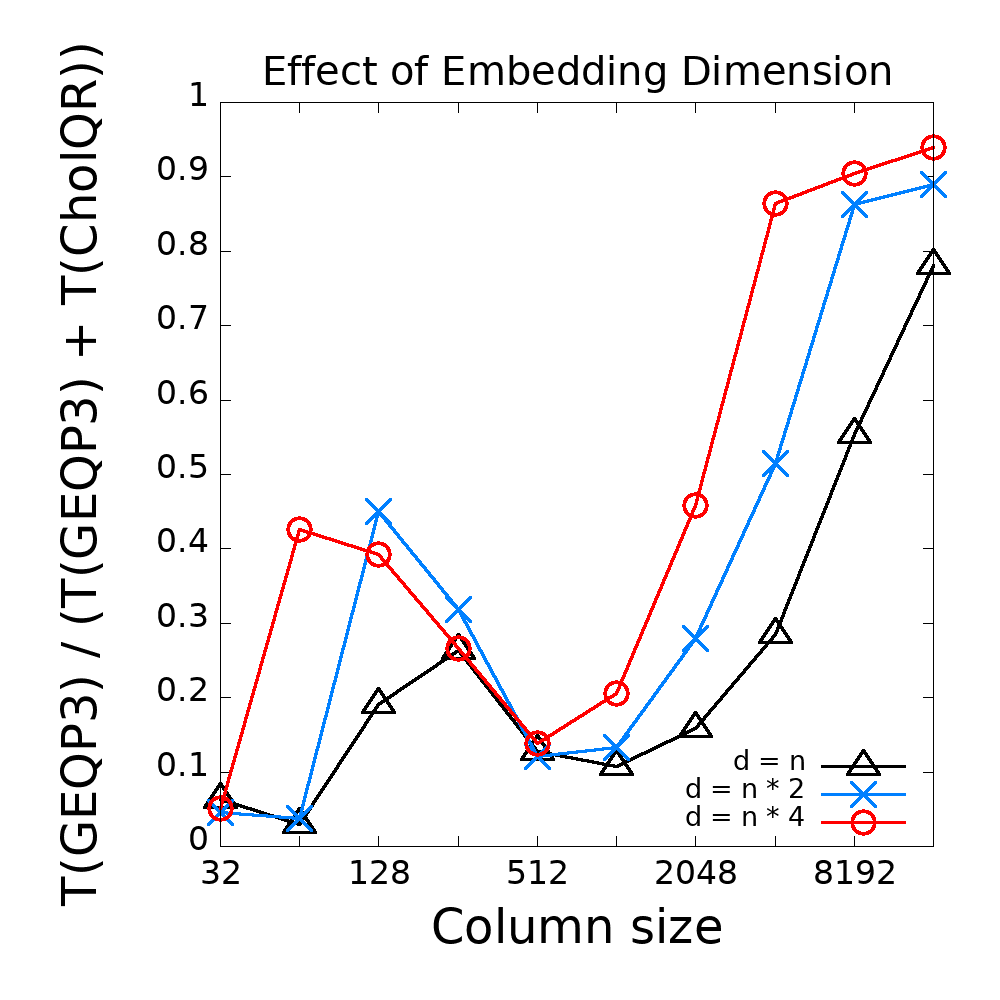 Effect of Embedding Dimension
T(GEQP3) / (T(GEQP3) + T(CholQR))
1
0.9
0.8
0.7
0.6
0.5
0.4
0.3
0.2
0.1
0
d = n
d = n * 2
d = n * 4
32 128 512 2048 8192
Column size